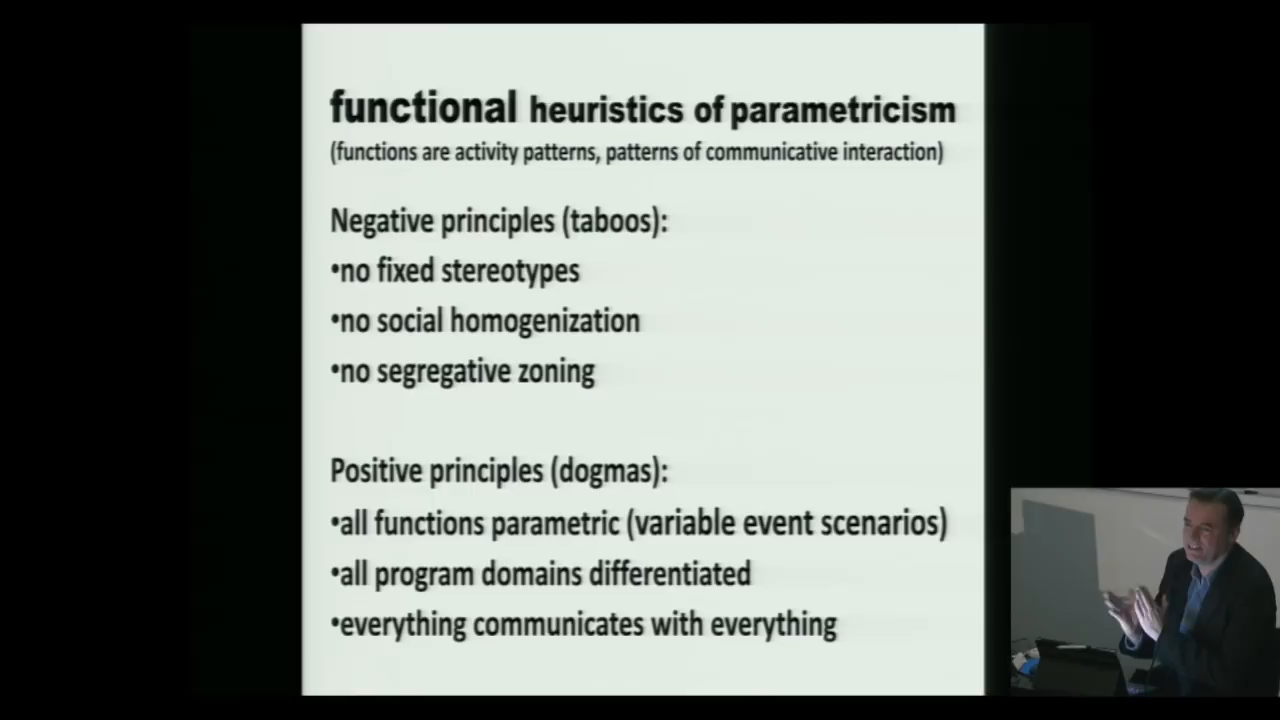 functional heuristics of parametricism
(functions are activity patterns, patterns of communicative interaction)
Negative principles (taboos):
•no fixed stereotypes
•no social homogenization
•no segregative zoning
Positive principles (dogmas):
•all functions parametric (variable event scenarios)
•all program domains differentiated
•everything communicates with everything